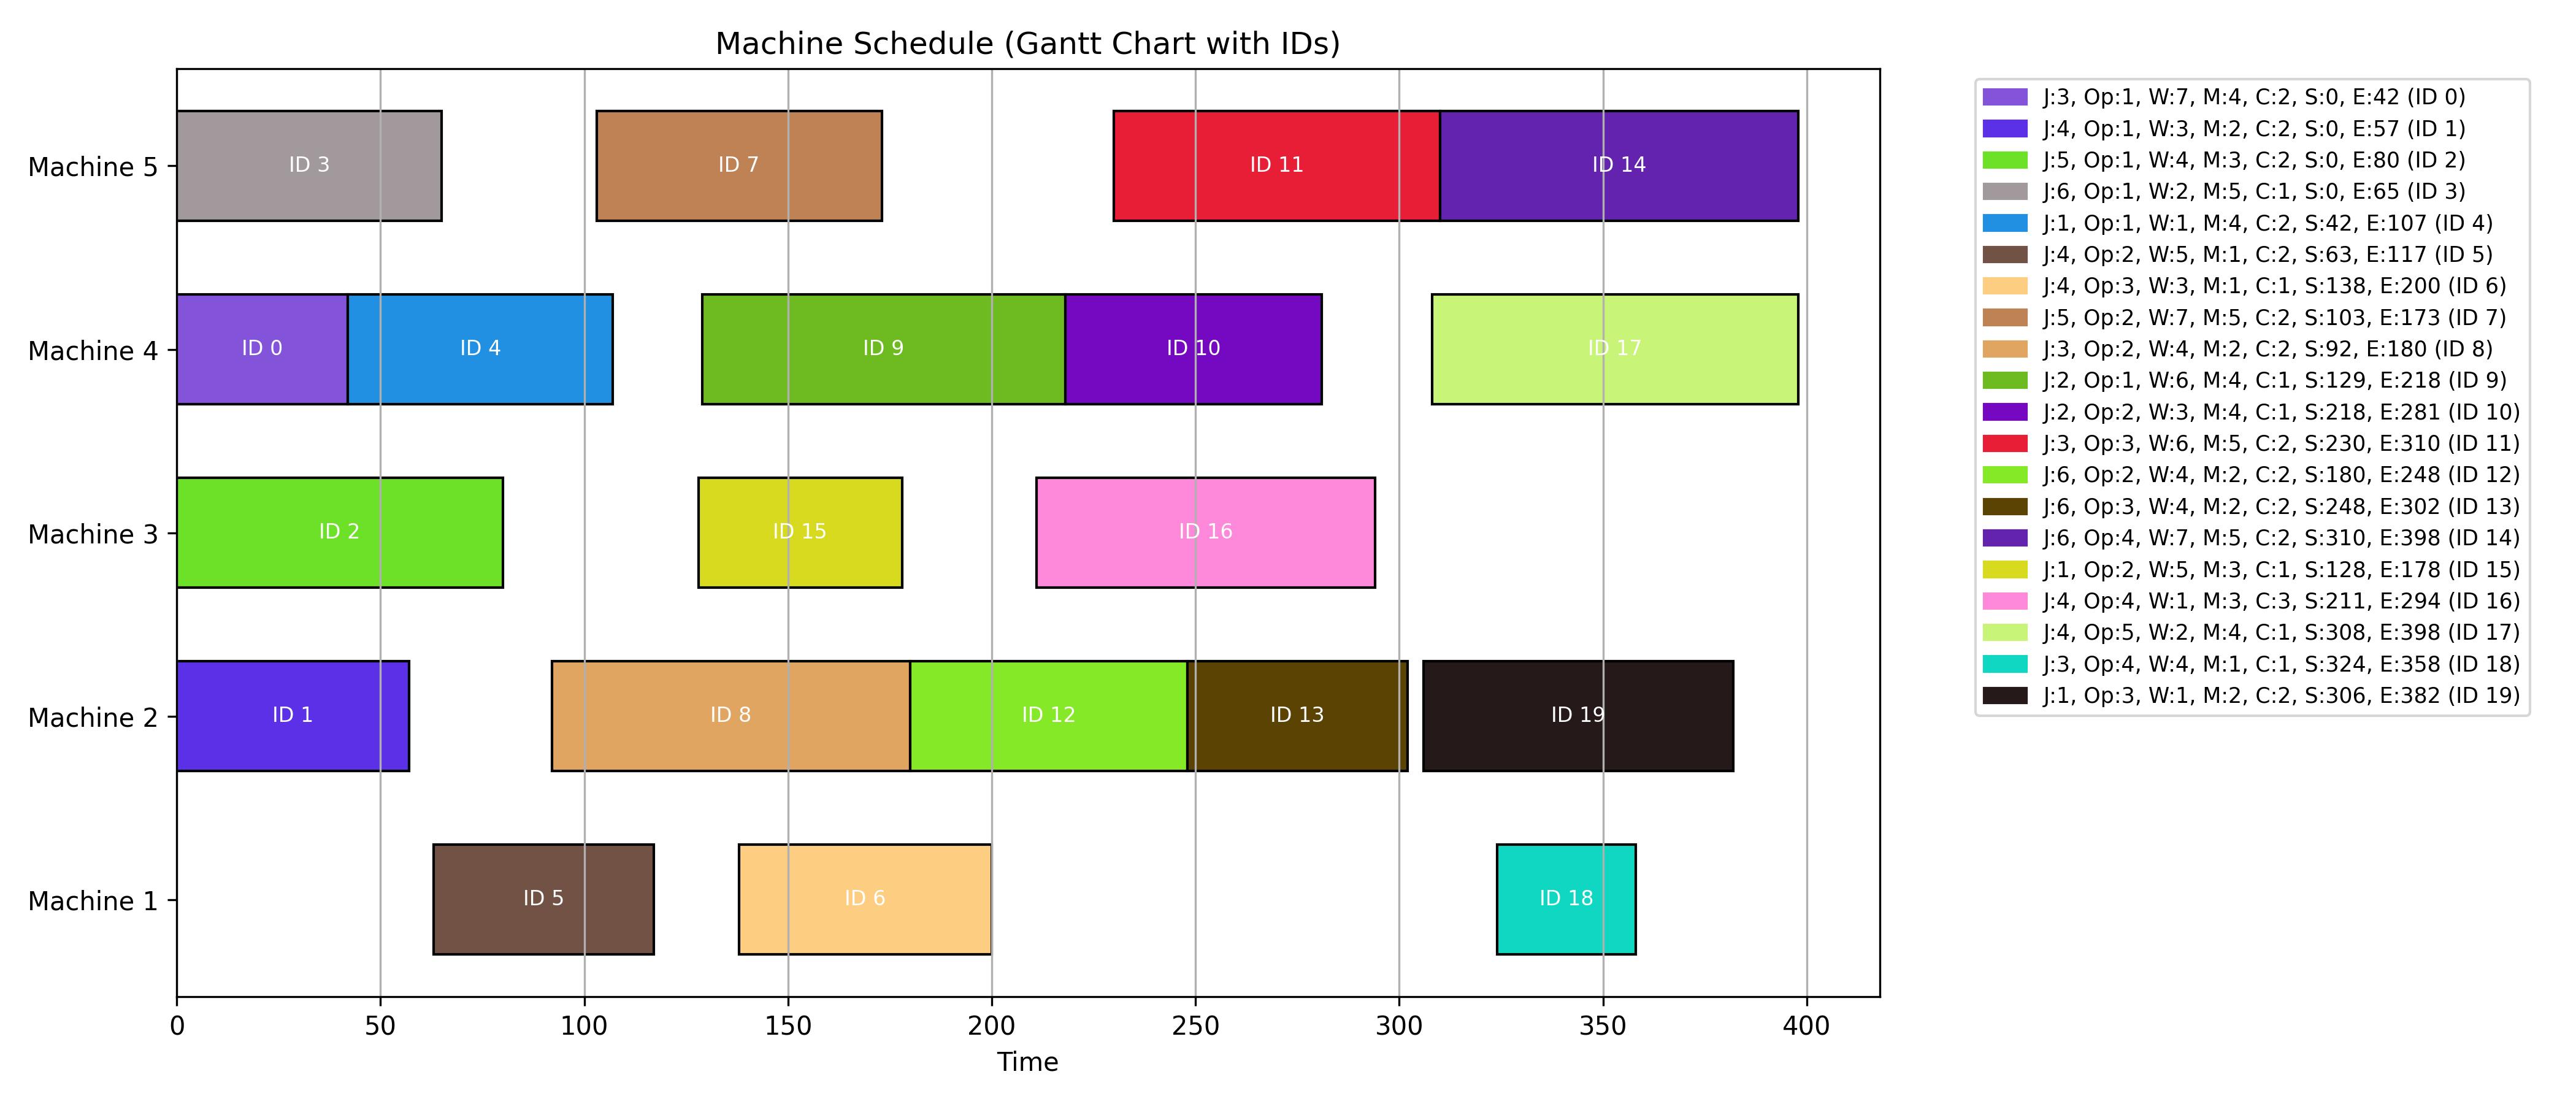 Machine Schedule (Gantt Chart with IDs)
Machine 5
ID 3
ID 7
ID 11
ID 14
Machine 4
ID 0
ID 4
ID 9
ID 10
ID 17
Machine 3
ID 2
ID 15
ID 16
Machine 2
ID 1
ID 8
ID 12
ID 13
ID 19
Machine 1
ID 5
ID 6
ID 18
0 50 100 150 200 250 300 350 400
Time
J:3, Op:1, W:7, M:4, C:2, S:0, E:42 (ID 0)
J:4, Op:1, W:3, M:2, C:2, S:0, E:57 (ID 1)
J:5, Op:1, W:4, M:3, C:2, S:0, E:80 (ID 2)
J:6, Op:1, W:2, M:5, C:1, S:0, E:65 (ID 3)
J:1, Op:1, W:1, M:4, C:2, S:42, E:107 (ID 4)
J:4, Op:2, W:5, M:1, C:2, S:63, E:117 (ID 5)
J:4, Op:3, W:3, M:1, C:1, S:138, E:200 (ID 6)
J:5, Op:2, W:7, M:5, C:2, S:103, E:173 (ID 7)
J:3, Op:2, W:4, M:2, C:2, S:92, E:180 (ID 8)
J:2, Op:1, W:6, M:4, C:1, S:129, E:218 (ID 9)
J:2, Op:2, W:3, M:4, C:1, S:218, E:281 (ID 10)
J:3, Op:3, W:6, M:5, C:2, S:230, E:310 (ID 11)
J:6, Op:2, W:4, M:2, C:2, S:180, E:248 (ID 12)
J:6, Op:3, W:4, M:2, C:2, S:248, E:302 (ID 13)
J:6, Op:4, W:7, M:5, C:2, S:310, E:398 (ID 14)
J:1, Op:2, W:5, M:3, C:1, S:128, E:178 (ID 15)
J:4, Op:4, W:1, M:3, C:3, S:211, E:294 (ID 16)
J:4, Op:5, W:2, M:4, C:1, S:308, E:398 (ID 17)
J:3, Op:4, W:4, M:1, C:1, S:324, E:358 (ID 18)
J:1, Op:3, W:1, M:2, C:2, S:306, E:382 (ID 19)